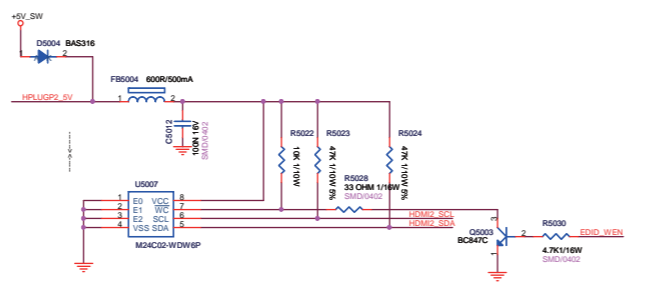 +5V_SW
D5004 BAS316
1 2
FB5004 600R/500mA
HPLUGP2_5V
1 2
C5012
100N 16V
SMD/0402
R5022
10K 1/10W
R5023
47K 1/10W 5%
R5024
47K 1/10W 5%
R5028
33 OHM 1/16W
SMD/0402
U5007
1 E0 VCC 8
2 E1 WC 7
3 E2 SCL 6
4 VSS SDA 5
M24C02-WDW6P
HDMI2_SCL
HDMI2_SDA
Q5003
BC847C
3
2
1
R5030
4.7K1/16W
SMD/0402
EDID_WEN